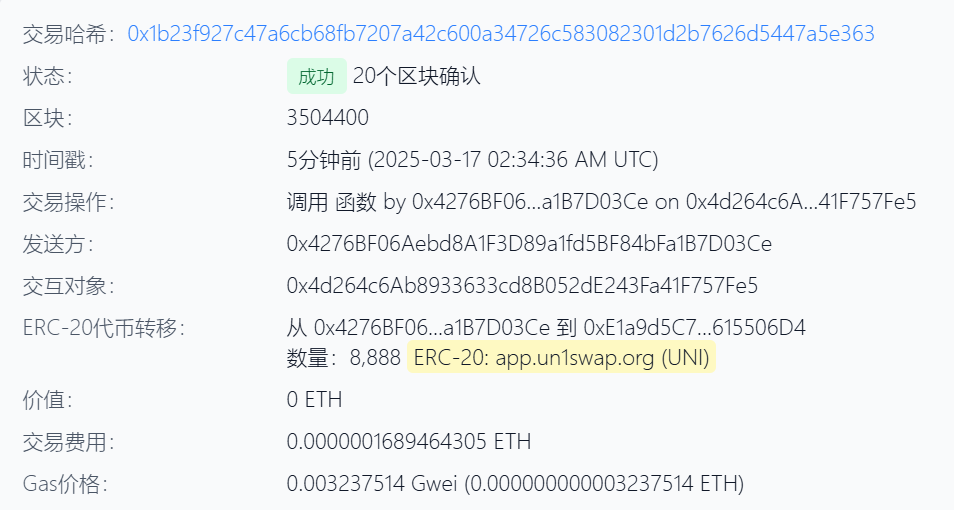 交易哈希: 0x1b23f927c47a6cb68fb7207a42c600a34726c583082301d2b7626d5447a5e363
状态: 成功 20个区块确认
区块: 3504400
时间戳: 5分钟前 (2025-03-17 02:34:36 AM UTC)
交易操作: 调用 函数 by 0x4276BF06...a1B7D03Ce on 0x4d264c6A...41F757Fe5
发送方: 0x4276BF06Aebd8A1F3D89a1fd5BF84bFa1B7D03Ce
交互对象: 0x4d264c6Ab8933633cd8B052dE243Fa41F757Fe5
ERC-20代币转移: 从 0x4276BF06...a1B7D03Ce 到 0xE1a9d5C7...615506D4
数量: 8,888 ERC-20: app.un1swap.org (UNI)
价值: 0 ETH
交易费用: 0.0000001689464305 ETH
Gas价格: 0.003237514 Gwei (0.000000000003237514 ETH)